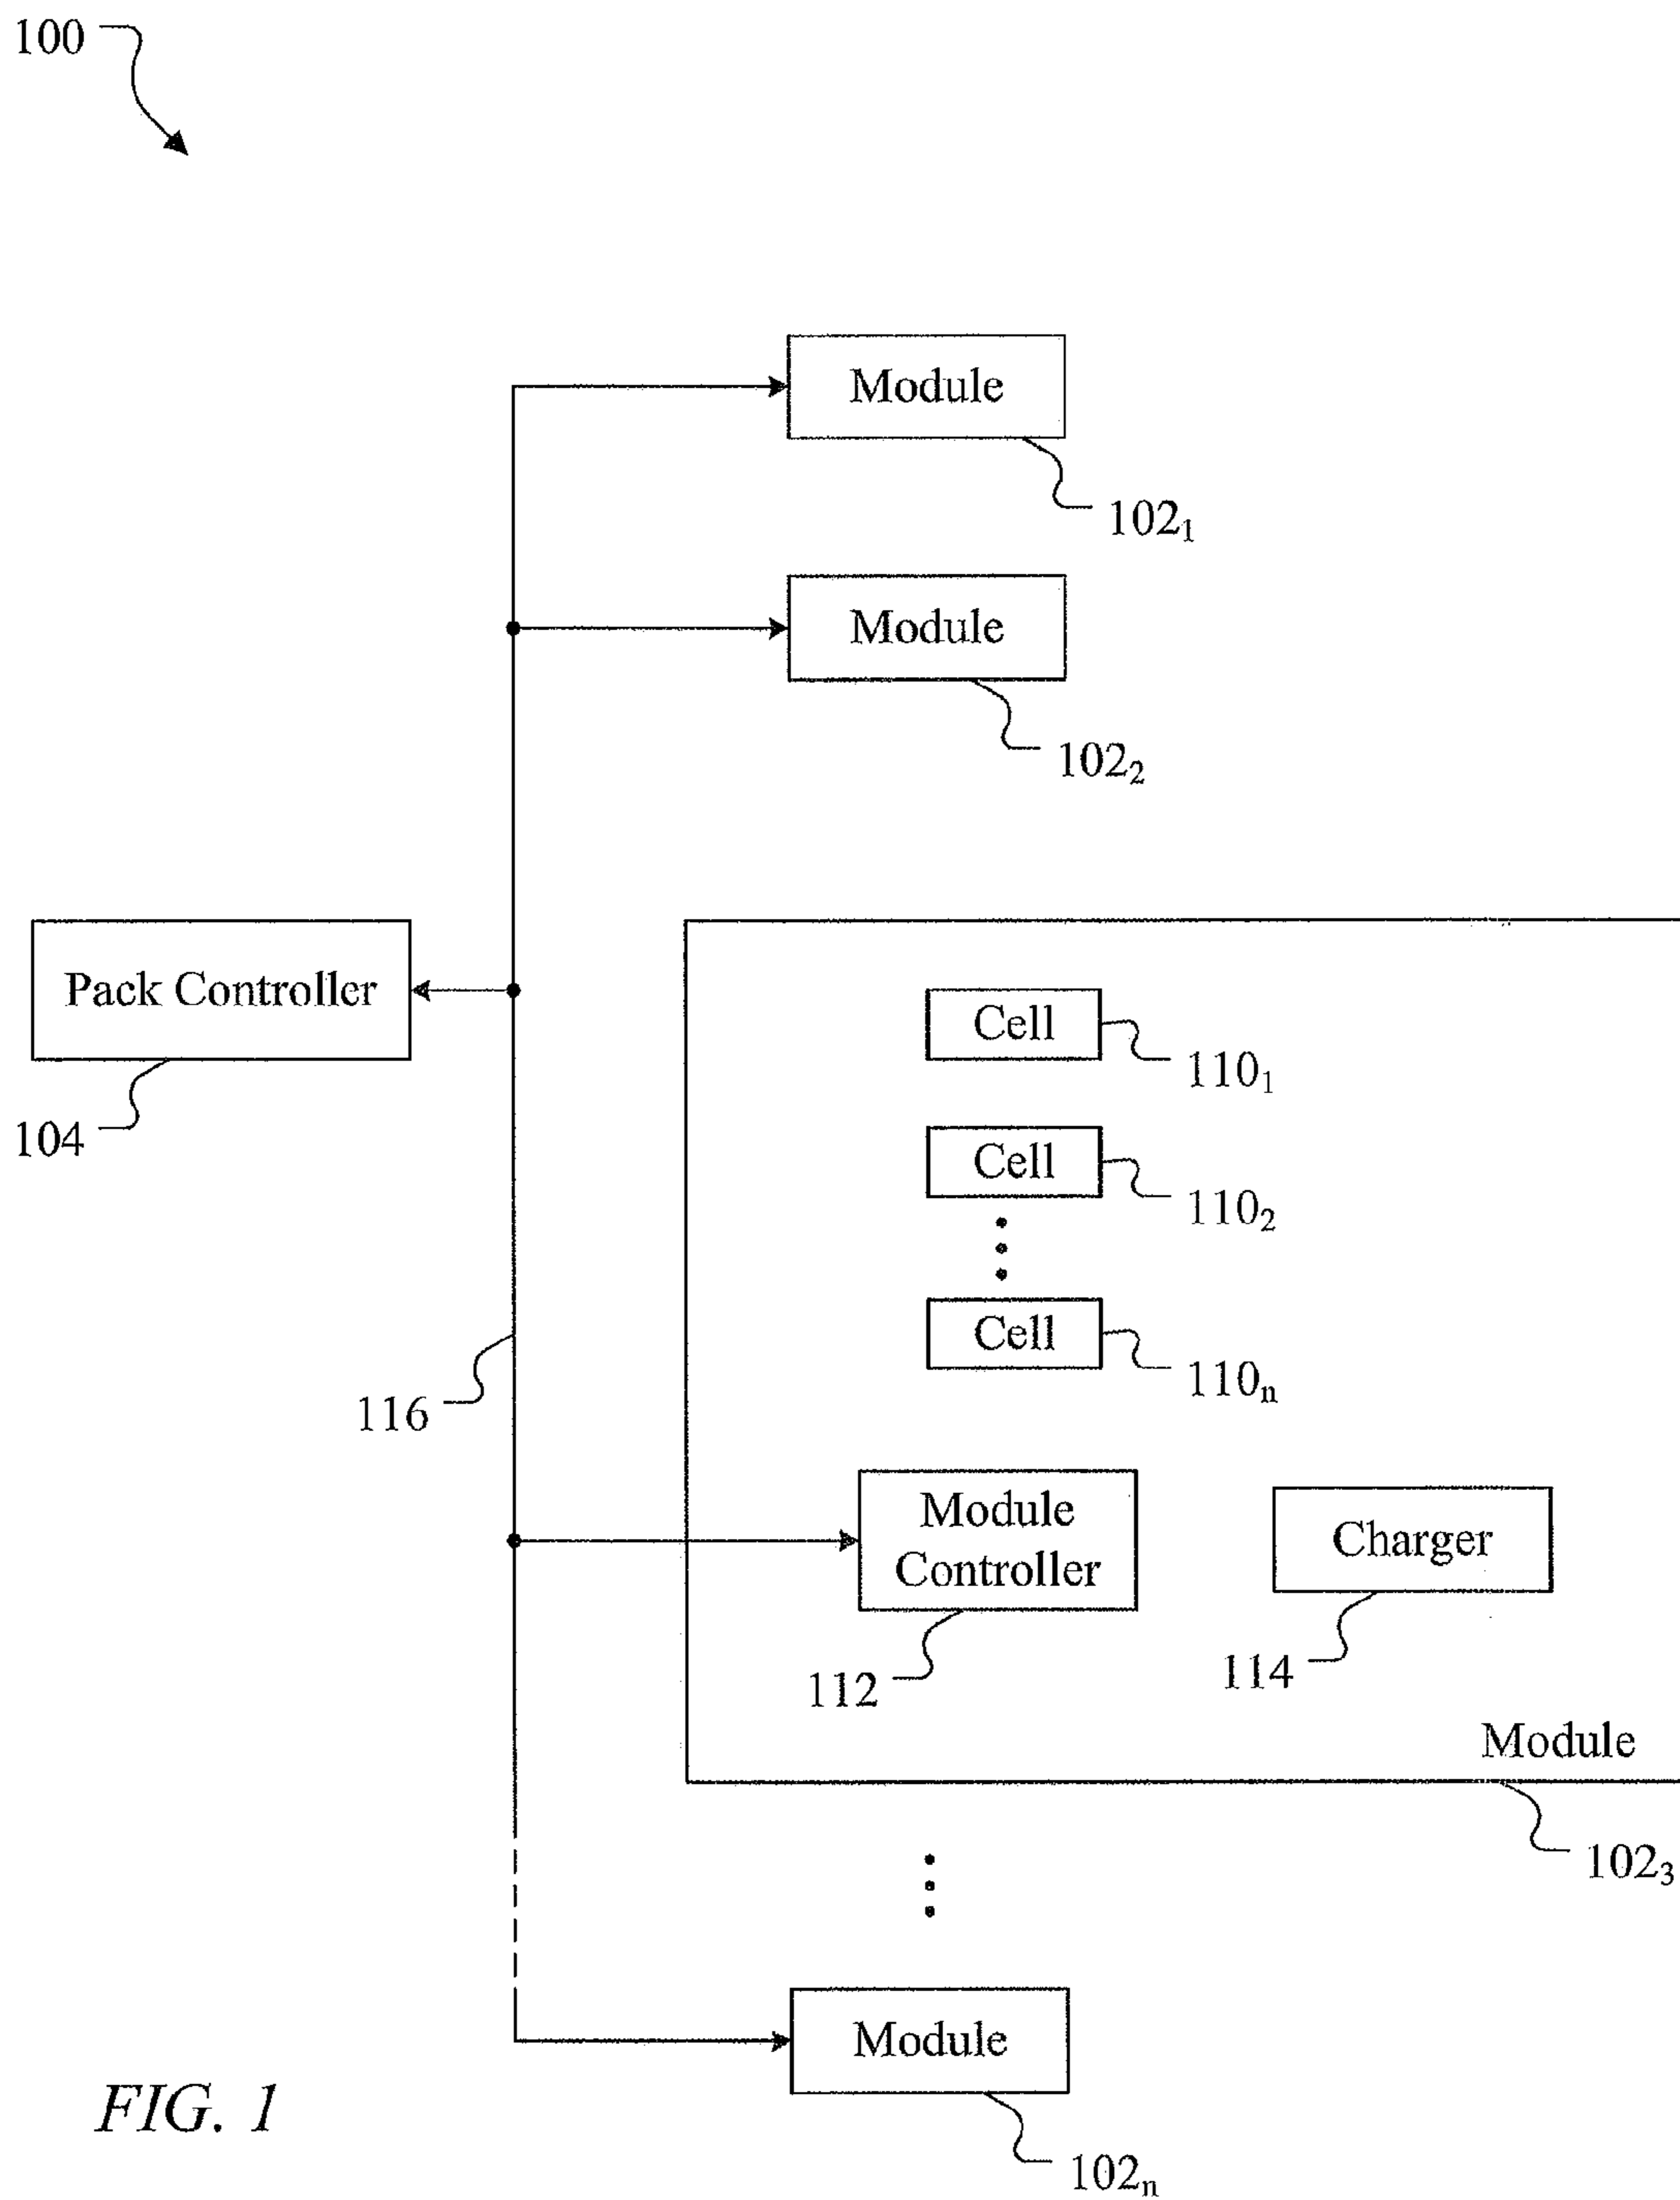 100
Module
102₁
Module
102₂
Pack Controller
104
Cell
110₁
Cell
110₂
Cell
110ₙ
116
Module
Controller
112
Charger
114
Module
102₃
Module
102ₙ
FIG. 1